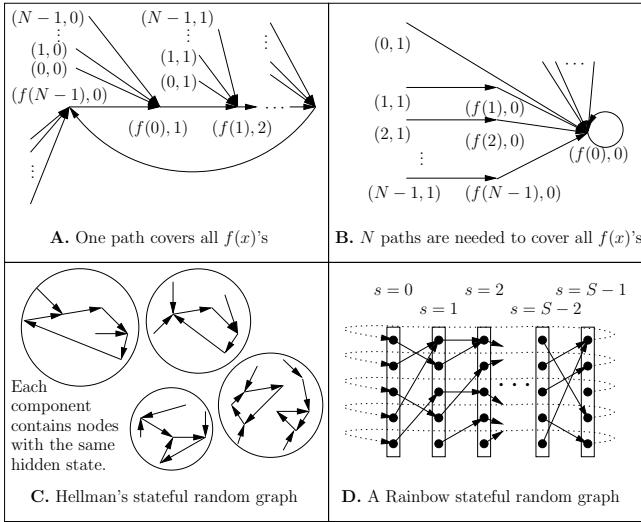 (N−1,0)
(N−1,1)
⋮
⋮
⋮
(1,0)
(1,1)
(0,0)
(0,1)
(f(N−1),0)
...
(f(0),1)
(f(1),2)
⋮
A. One path covers all f(x)'s
(0,1)
...
(1,1)
(f(1),0)
(2,1)
(f(2),0)
(f(0),0)
⋮
(N−1,1)
(f(N−1),0)
B. N paths are needed to cover all f(x)'s
Each
component
contains nodes
with the same
hidden state.
C. Hellman's stateful random graph
s=0
s=2
s=S−1
s=1
s=S−2
. . .
D. A Rainbow stateful random graph